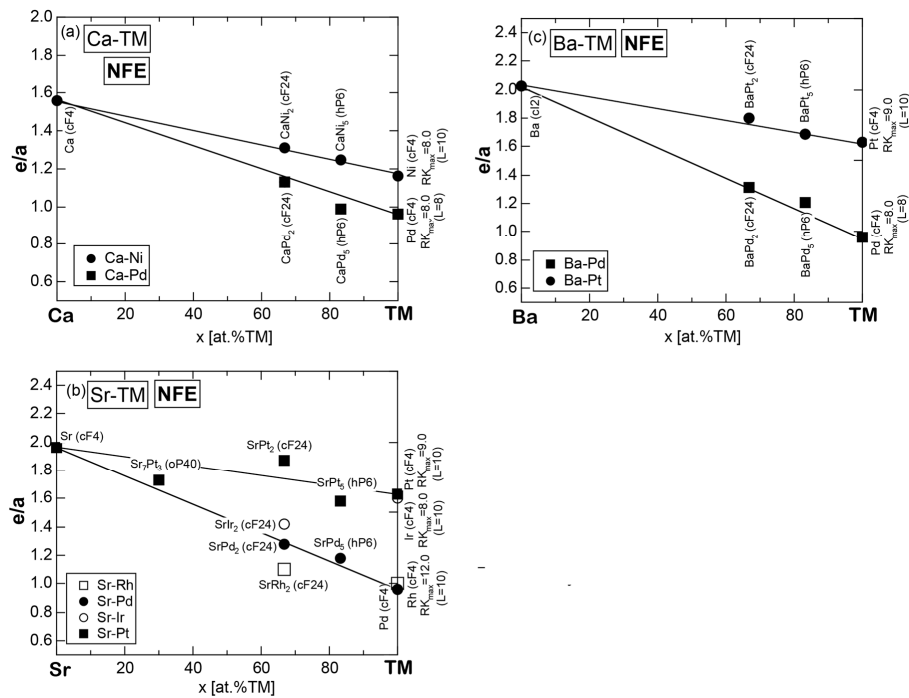 (a) Ca-TM
NFE
2.0
1.8
1.6
1.4
1.2
1.0
0.8
0.6
e/a
Ca (cF4)
CaNi2 (cF24)
CaNi5 (hP6)
Ni (cF4)
RKmax=8.0
(L=10)
CaPd5 (hP6)
Pd (cF4)
(L=8)
Ca-Ni
Ca-Pd
Ca 20 40 60 80 TM
x [at.%TM]
(c) Ba-TM NFE
2.4
2.2
2.0
1.8
1.6
1.4
1.2
1.0
0.8
0.6
e/a
Ba (cI2)
BaPt2 (cF24)
BaPt5 (hP6)
Pt (cF4)
RKmax=9.0
(L=10)
BaPd2 (cF24)
BaPd5 (hP6)
Pd (cF4)
RKmax=8.0
(L=8)
Ba-Pd
Ba-Pt
Ba 20 40 60 80 TM
x [at.%TM]
(b) Sr-TM NFE
2.4
2.2
2.0
1.8
1.6
1.4
1.2
1.0
0.8
0.6
e/a
Sr (cF4)
Sr7Pt3 (oP40)
SrPt2 (cF24)
SrPt5 (hP6)
SrIr2 (cF24)
SrPd2 (cF24)
SrPd5 (hP6)
SrRh2 (cF24)
Pd (cF4)
Pt (cF4)
RKmax=9.0
(L=10)
Ir (cF4)
RKmax=8.0
(L=10)
Rh (cF4)
RKmax=12.0
(L=10)
Sr-Rh
Sr-Pd
Sr-Ir
Sr-Pt
Sr 20 40 60 80 TM
x [at.%TM]